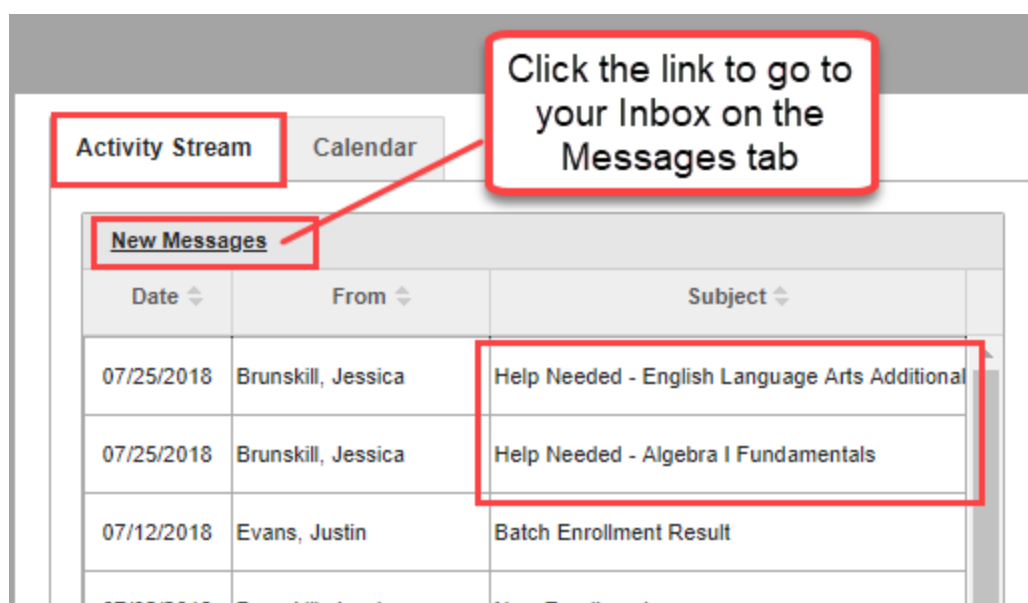 Click the link to go to
your Inbox on the
Messages tab
Activity Stream Calendar
New Messages
Date From Subject
07/25/2018 Brunskill, Jessica Help Needed - English Language Arts Additional
07/25/2018 Brunskill, Jessica Help Needed - Algebra I Fundamentals
07/12/2018 Evans, Justin Batch Enrollment Result